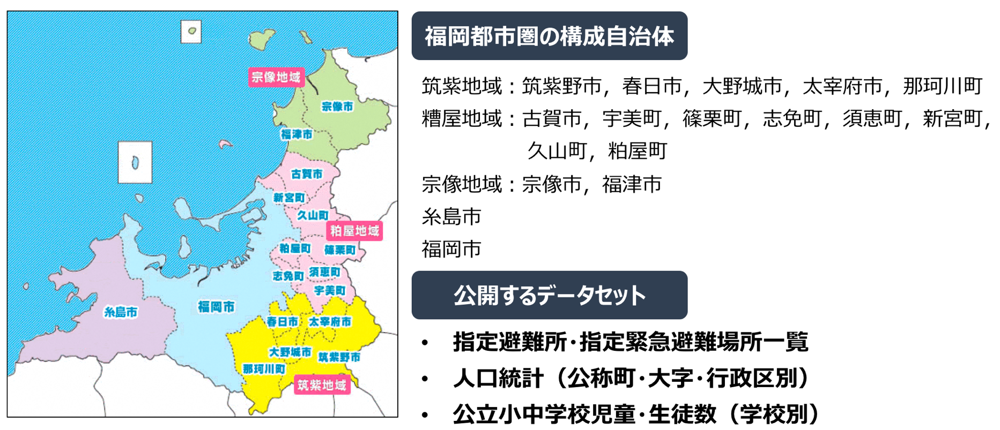 宗像地域
宗像市
福津市
古賀市
新宮町
久山町
粕屋地域
粕屋町
篠栗町
志免町
須恵町
宇美町
糸島市
福岡市
春日市
太宰府市
大野城市
筑紫野市
那珂川町
筑紫地域
福岡都市圏の構成自治体
筑紫地域：筑紫野市，春日市，大野城市，太宰府市，那珂川町
糟屋地域：古賀市，宇美町，篠栗町，志免町，須恵町，新宮町，
久山町，粕屋町
宗像地域：宗像市，福津市
糸島市
福岡市
公開するデータセット
• 指定避難所･指定緊急避難場所一覧
• 人口統計（公称町･大字･行政区別）
• 公立小中学校児童･生徒数（学校別）